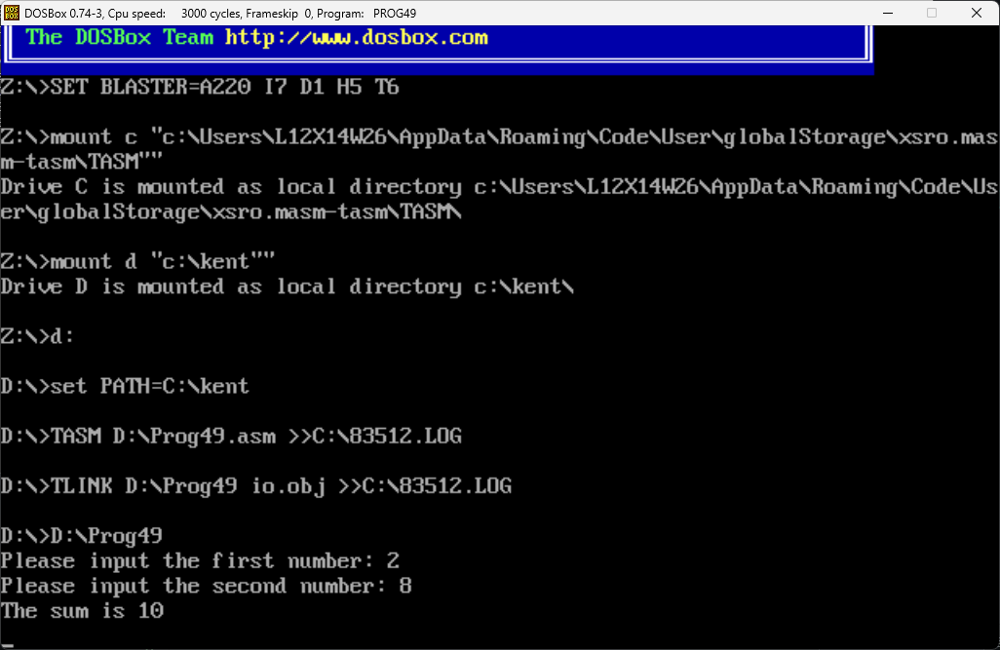 DOSBox 0.74-3, Cpu speed: 3000 cycles, Frameskip 0, Program: PROG49
The DOSBox Team http://www.dosbox.com
Z:\>SET BLASTER=A220 I7 D1 H5 T6
Z:\>mount c "c:\Users\L12X14W26\AppData\Roaming\Code\User\globalStorage\xsro.mas
m-tasm\TASM""
Drive C is mounted as local directory c:\Users\L12X14W26\AppData\Roaming\Code\Us
er\globalStorage\xsro.masm-tasm\TASM\
Z:\>mount d "c:\kent""
Drive D is mounted as local directory c:\kent\
Z:\>d:
D:\>set PATH=C:\kent
D:\>TASM D:\Prog49.asm >>C:\83512.LOG
D:\>TLINK D:\Prog49 io.obj >>C:\83512.LOG
D:\>D:\Prog49
Please input the first number: 2
Please input the second number: 8
The sum is 10